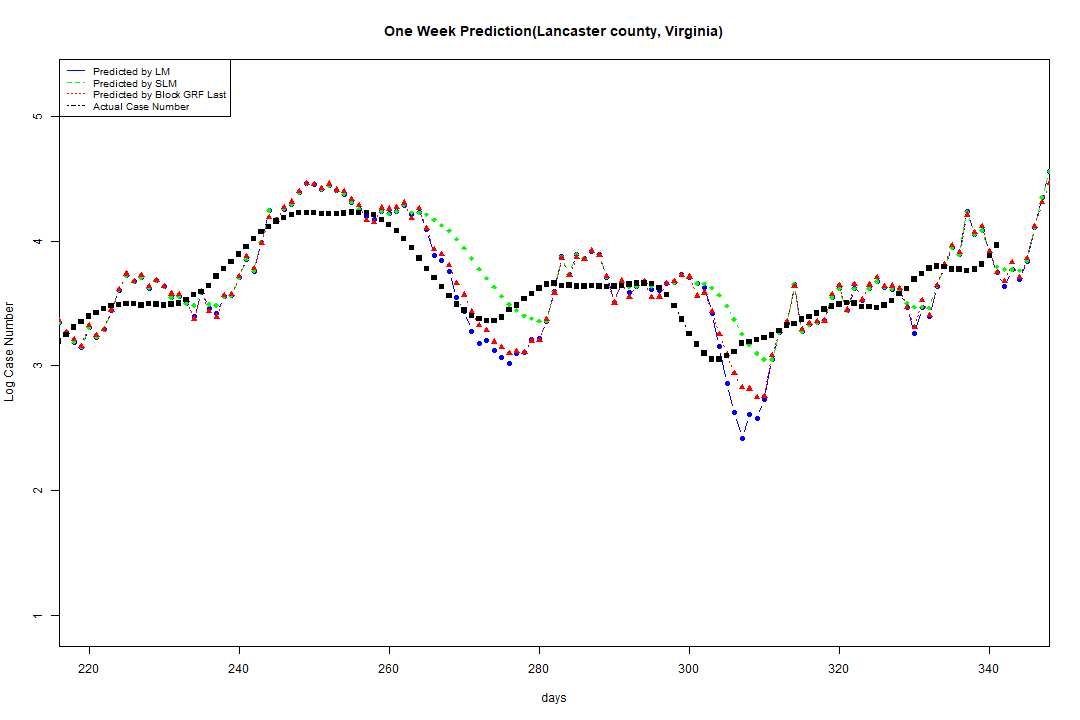 One Week Prediction(Lancaster county, Virginia)
Predicted by LM
Predicted by SLM
Predicted by Block GRF Last
Actual Case Number
5
4
3
2
1
Log Case Number
220 240 260 280 300 320 340
days